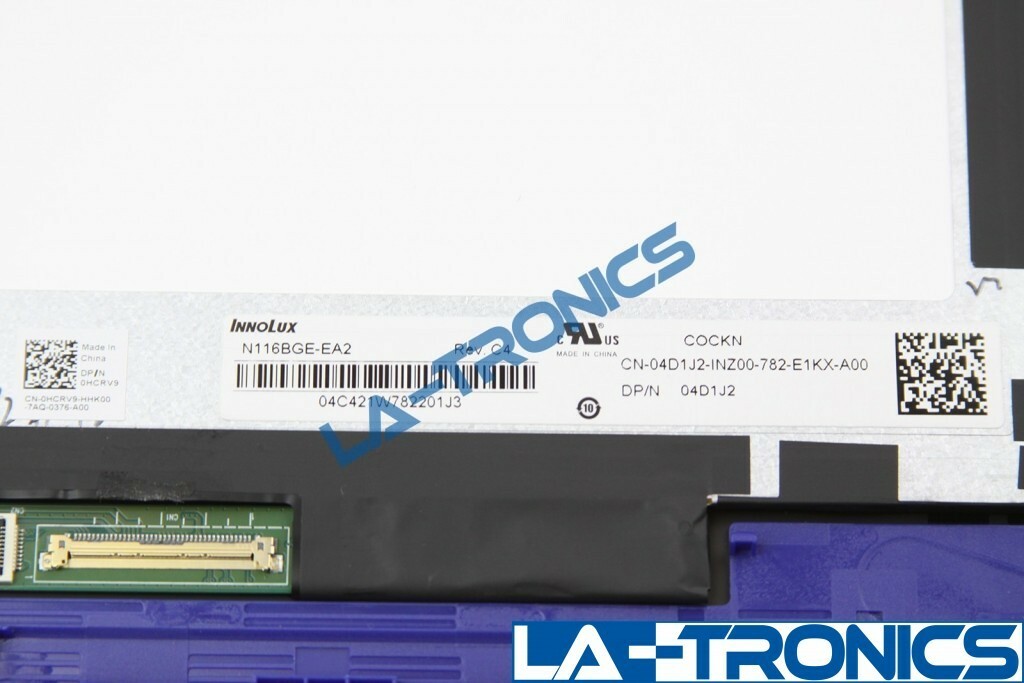 INNOLUX
N116BGE-EA2 Rev. C4
04C421W782201J3
C US
MADE IN CHINA
10
COCKN
CN-04D1J2-INZ00-782-E1KX-A00
DP/N 04D1J2
Made In
China
DP/N
0HCRV9
CN-0HCRV9-HHK00
-7AQ-0376-A00
LA-TRONICS
CN1
LA-TRONICS